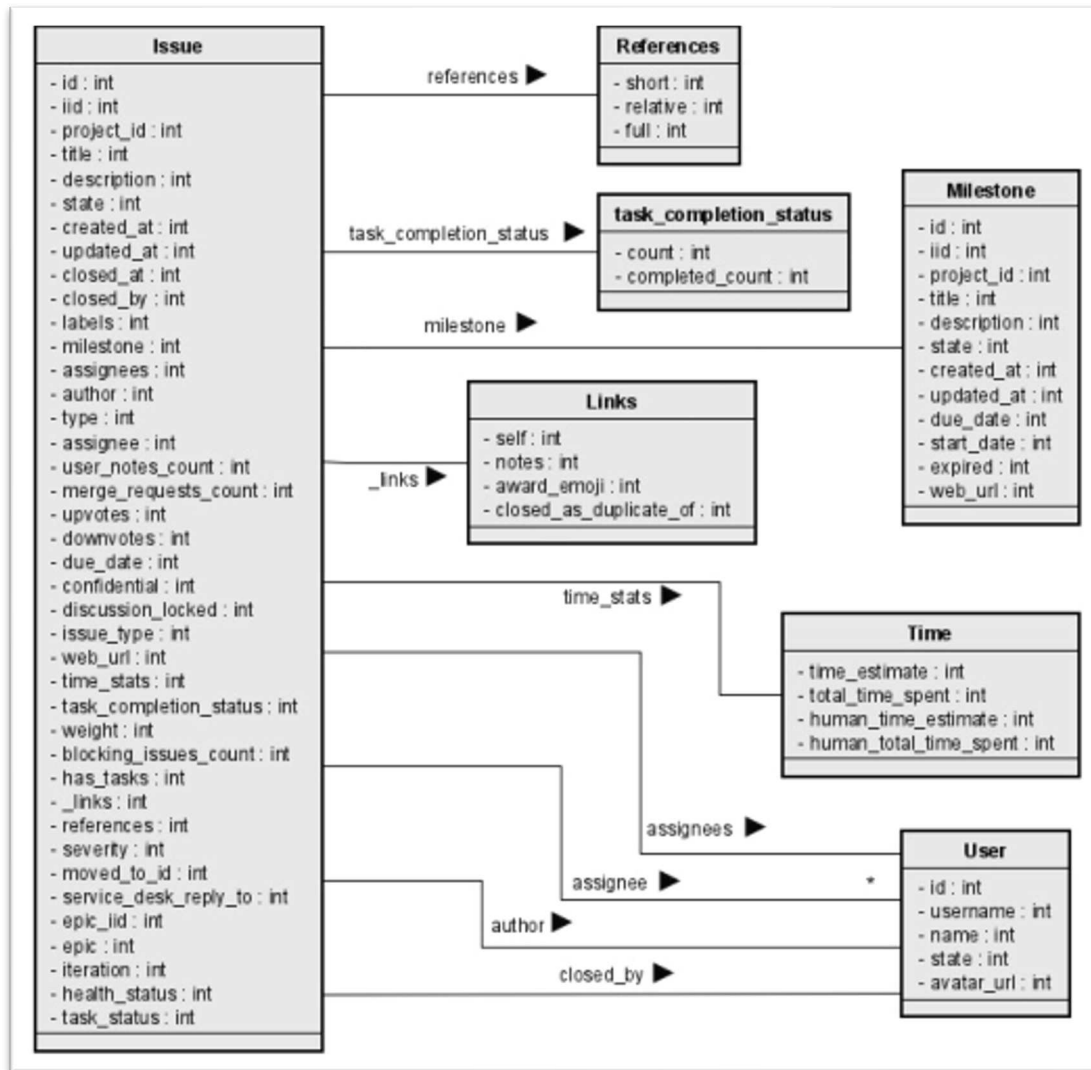 Issue
- id : int
- iid : int
- project_id : int
- title : int
- description : int
- state : int
- created_at : int
- updated_at : int
- closed_at : int
- closed_by : int
- labels : int
- milestone : int
- assignees : int
- author : int
- type : int
- assignee : int
- user_notes_count : int
- merge_requests_count : int
- upvotes : int
- downvotes : int
- due_date : int
- confidential : int
- discussion_locked : int
- issue_type : int
- web_url : int
- time_stats : int
- task_completion_status : int
- weight : int
- blocking_issues_count : int
- has_tasks : int
- _links : int
- references : int
- severity : int
- moved_to_id : int
- service_desk_reply_to : int
- epic_iid : int
- epic : int
- iteration : int
- health_status : int
- task_status : int
references
References
- short : int
- relative : int
- full : int
task_completion_status
task_completion_status
- count : int
- completed_count : int
milestone
Milestone
- id : int
- iid : int
- project_id : int
- title : int
- description : int
- state : int
- created_at : int
- updated_at : int
- due_date : int
- start_date : int
- expired : int
- web_url : int
_links
Links
- self : int
- notes : int
- award_emoji : int
- closed_as_duplicate_of : int
time_stats
Time
- time_estimate : int
- total_time_spent : int
- human_time_estimate : int
- human_total_time_spent : int
assignees
assignee
*
author
closed_by
User
- id : int
- username : int
- name : int
- state : int
- avatar_url : int